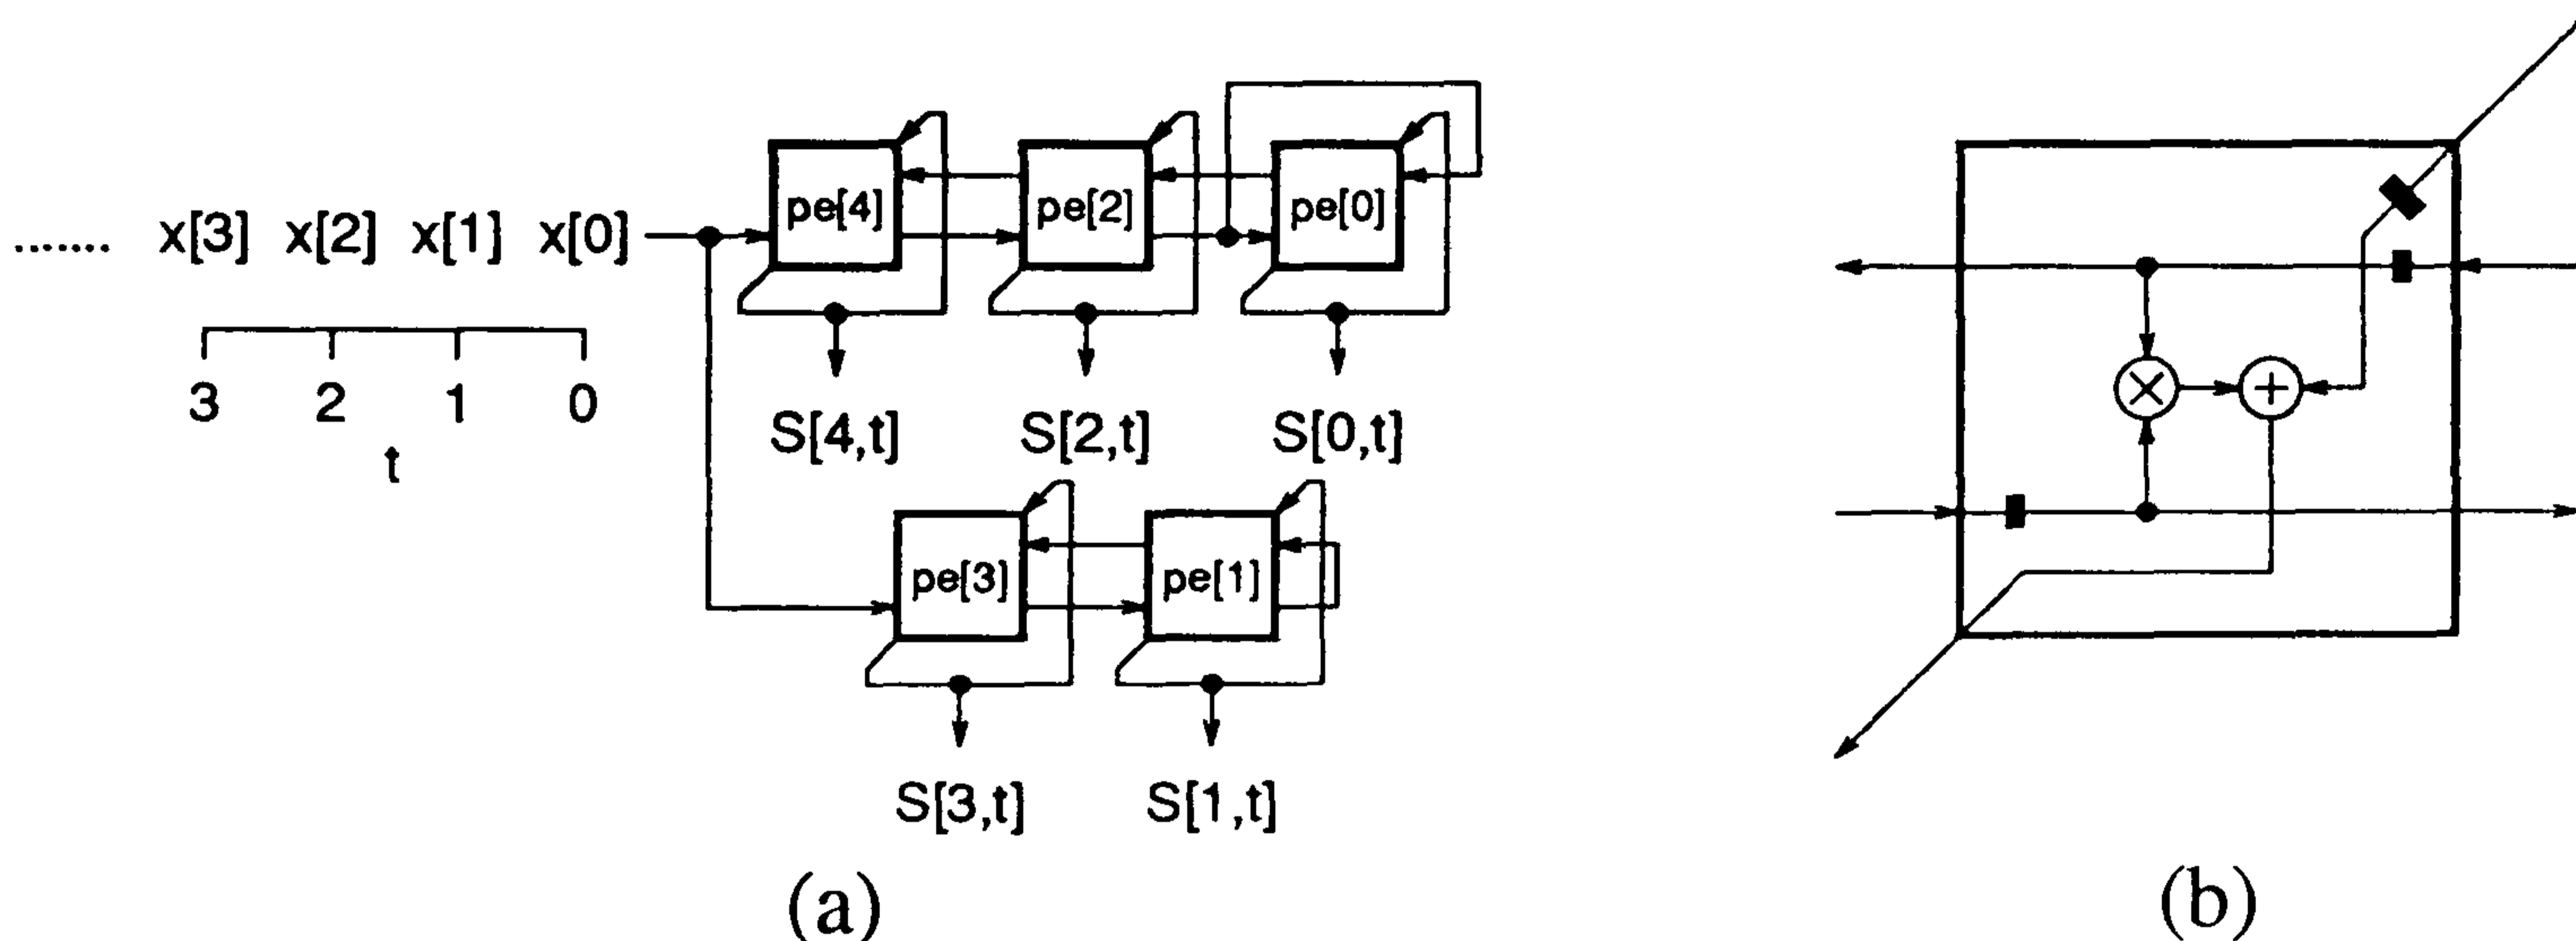 pe[4] pe[2] pe[0]
....... x[3] x[2] x[1] x[0]
3 2 1 0
t
S[4,t] S[2,t] S[0,t]
pe[3] pe[1]
S[3,t] S[1,t]
(a) (b)